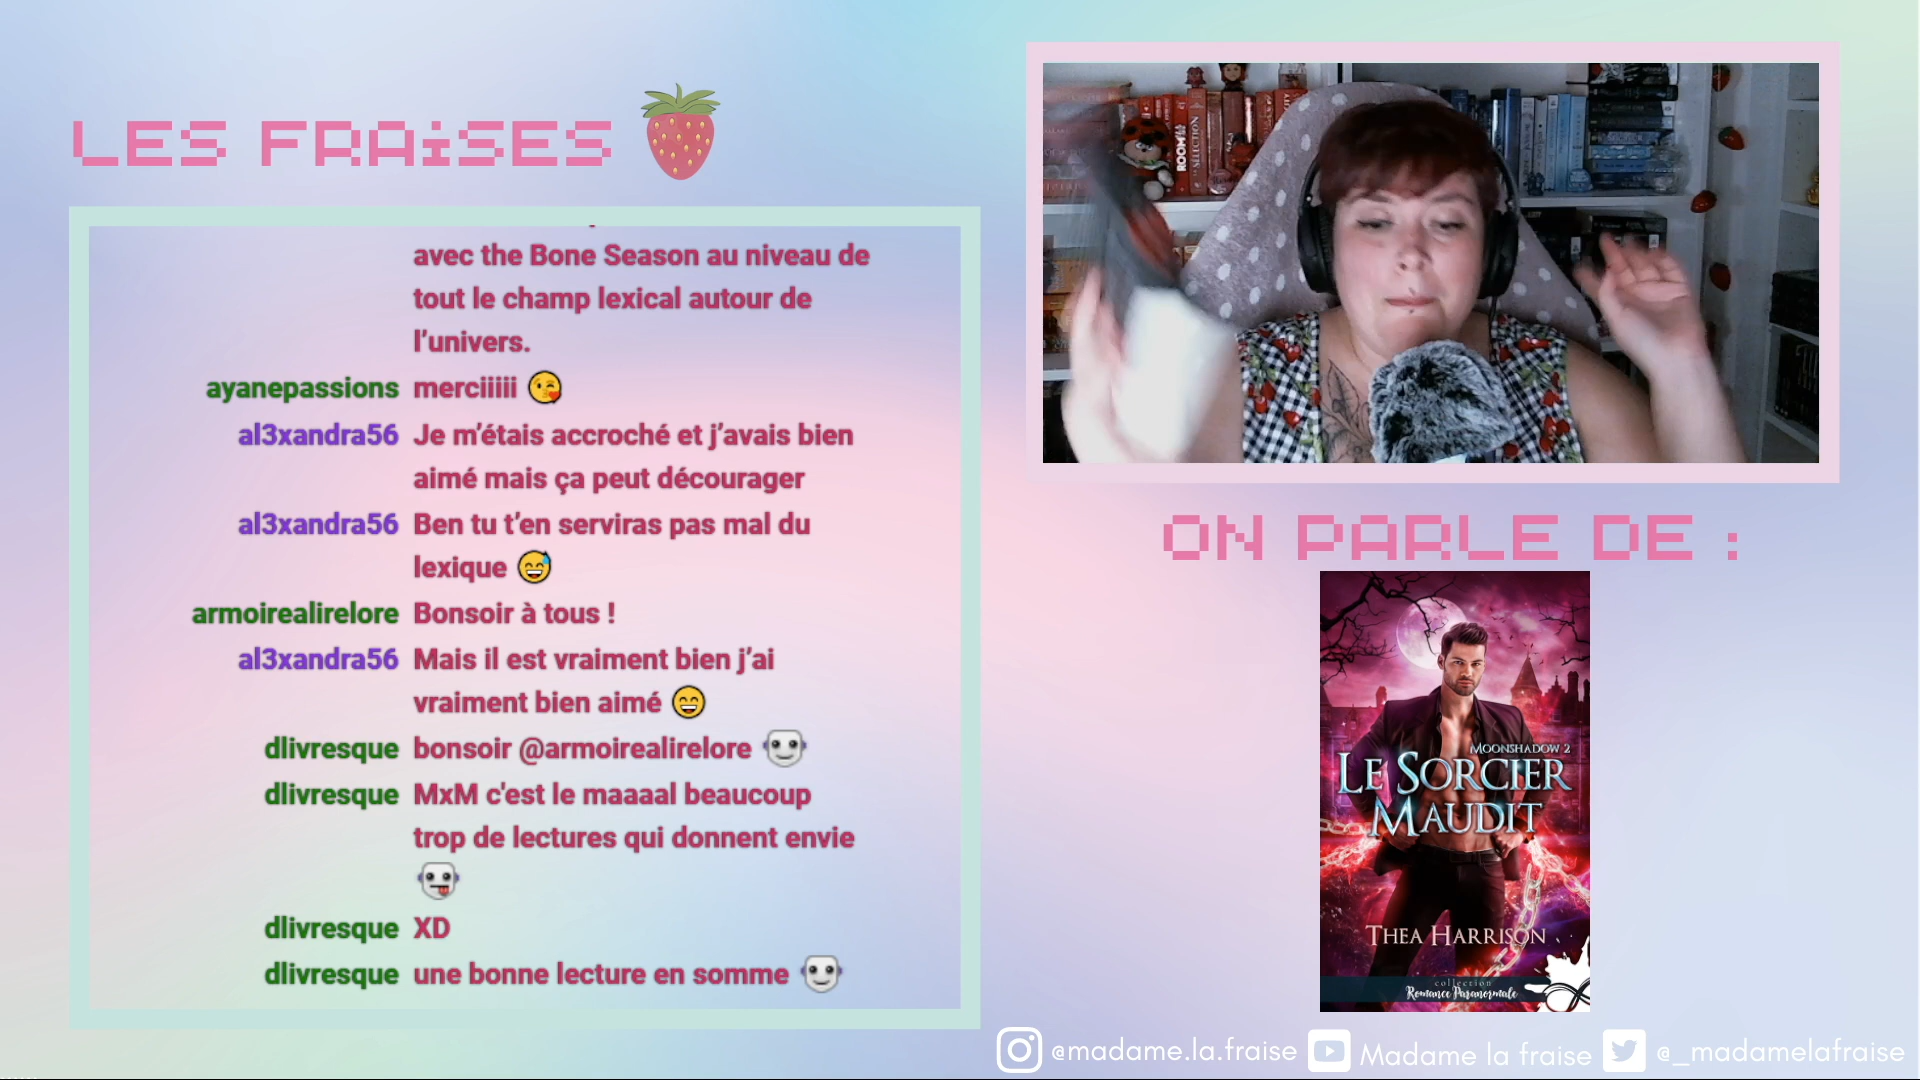 LES FRAISES
avec the Bone Season au niveau de
tout le champ lexical autour de
l’univers.
ayanepassions merciiiii
al3xandra56 Je m’étais accroché et j’avais bien
aimé mais ça peut décourager
al3xandra56 Ben tu t’en serviras pas mal du
lexique
armoirealirelore Bonsoir à tous !
al3xandra56 Mais il est vraiment bien j’ai
vraiment bien aimé
dlivresque bonsoir @armoirealirelore
dlivresque MxM c'est le maaaal beaucoup
trop de lectures qui donnent envie
dlivresque XD
dlivresque une bonne lecture en somme
ROOM
SELECTION
ON PARLE DE :
MOONSHADOW 2
LE SORCIER
MAUDIT
THEA HARRISON
collection
Romance Paranormale
@madame.la.fraise
Madame la fraise
@_madamelafraise